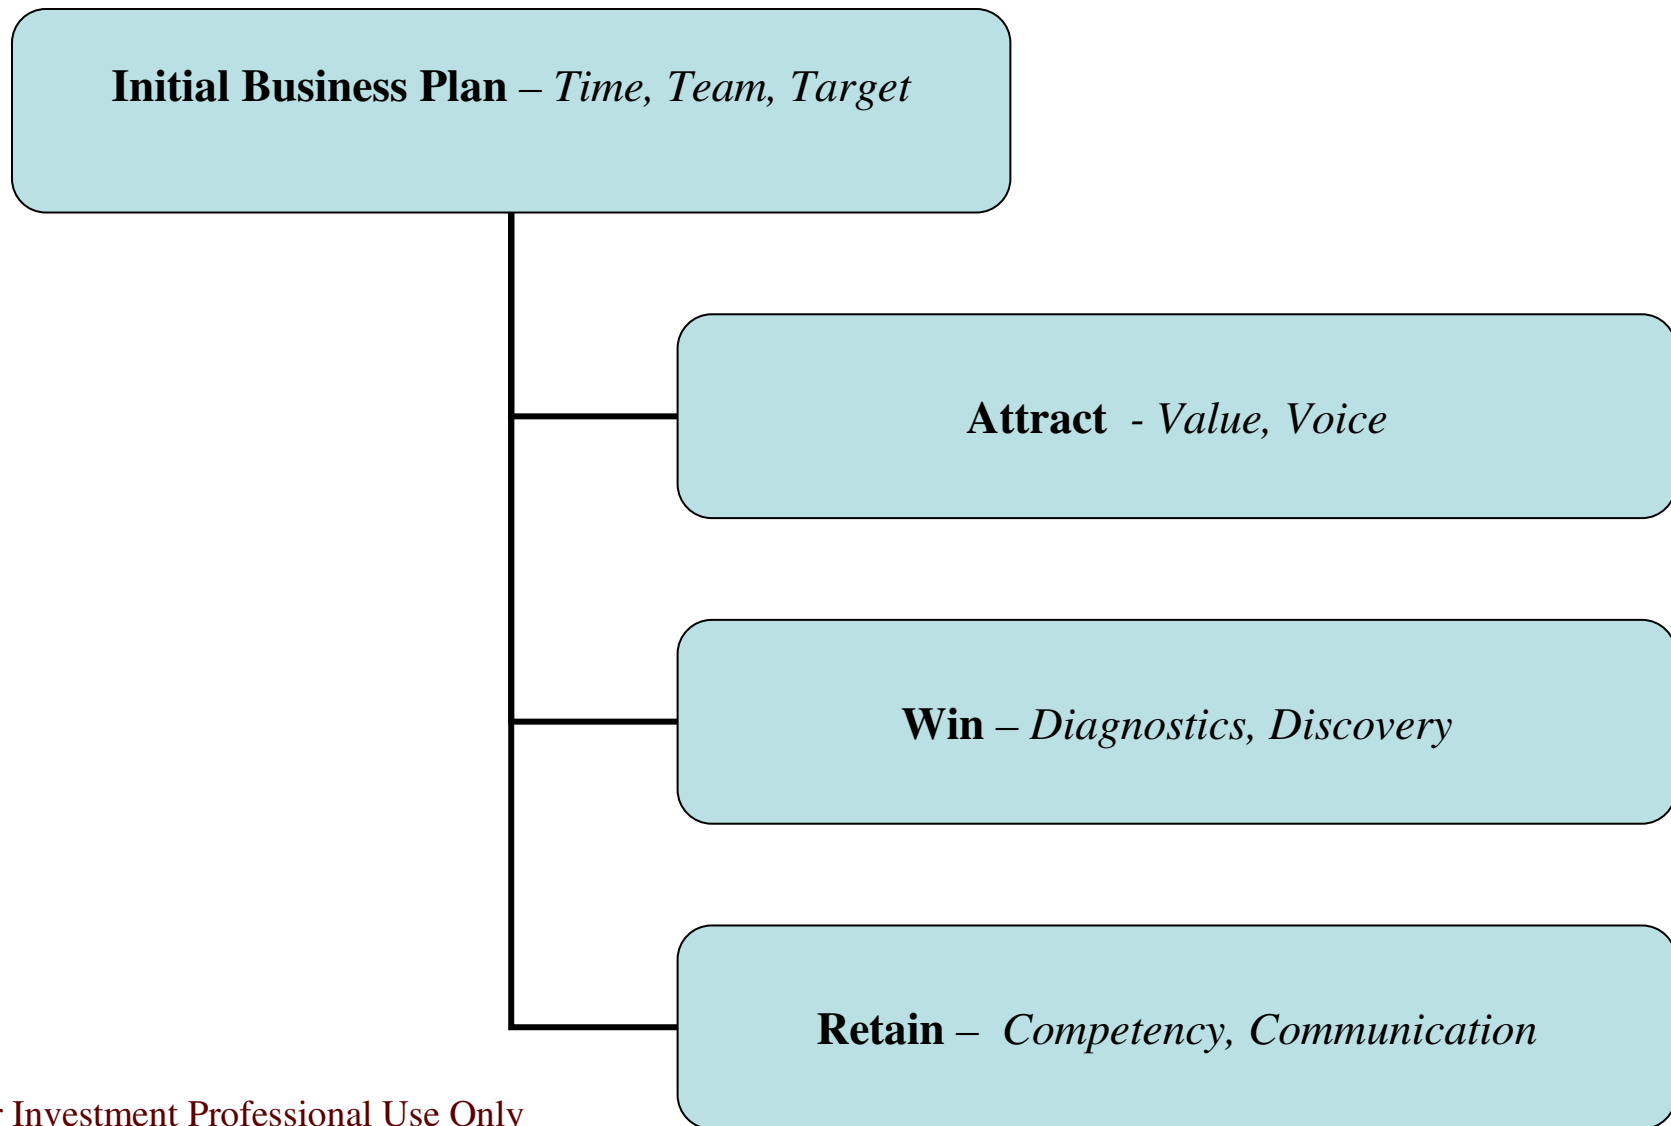 Initial Business Plan – Time, Team, Target
Attract - Value, Voice
Win – Diagnostics, Discovery
Retain – Competency, Communication
Investment Professional Use Only